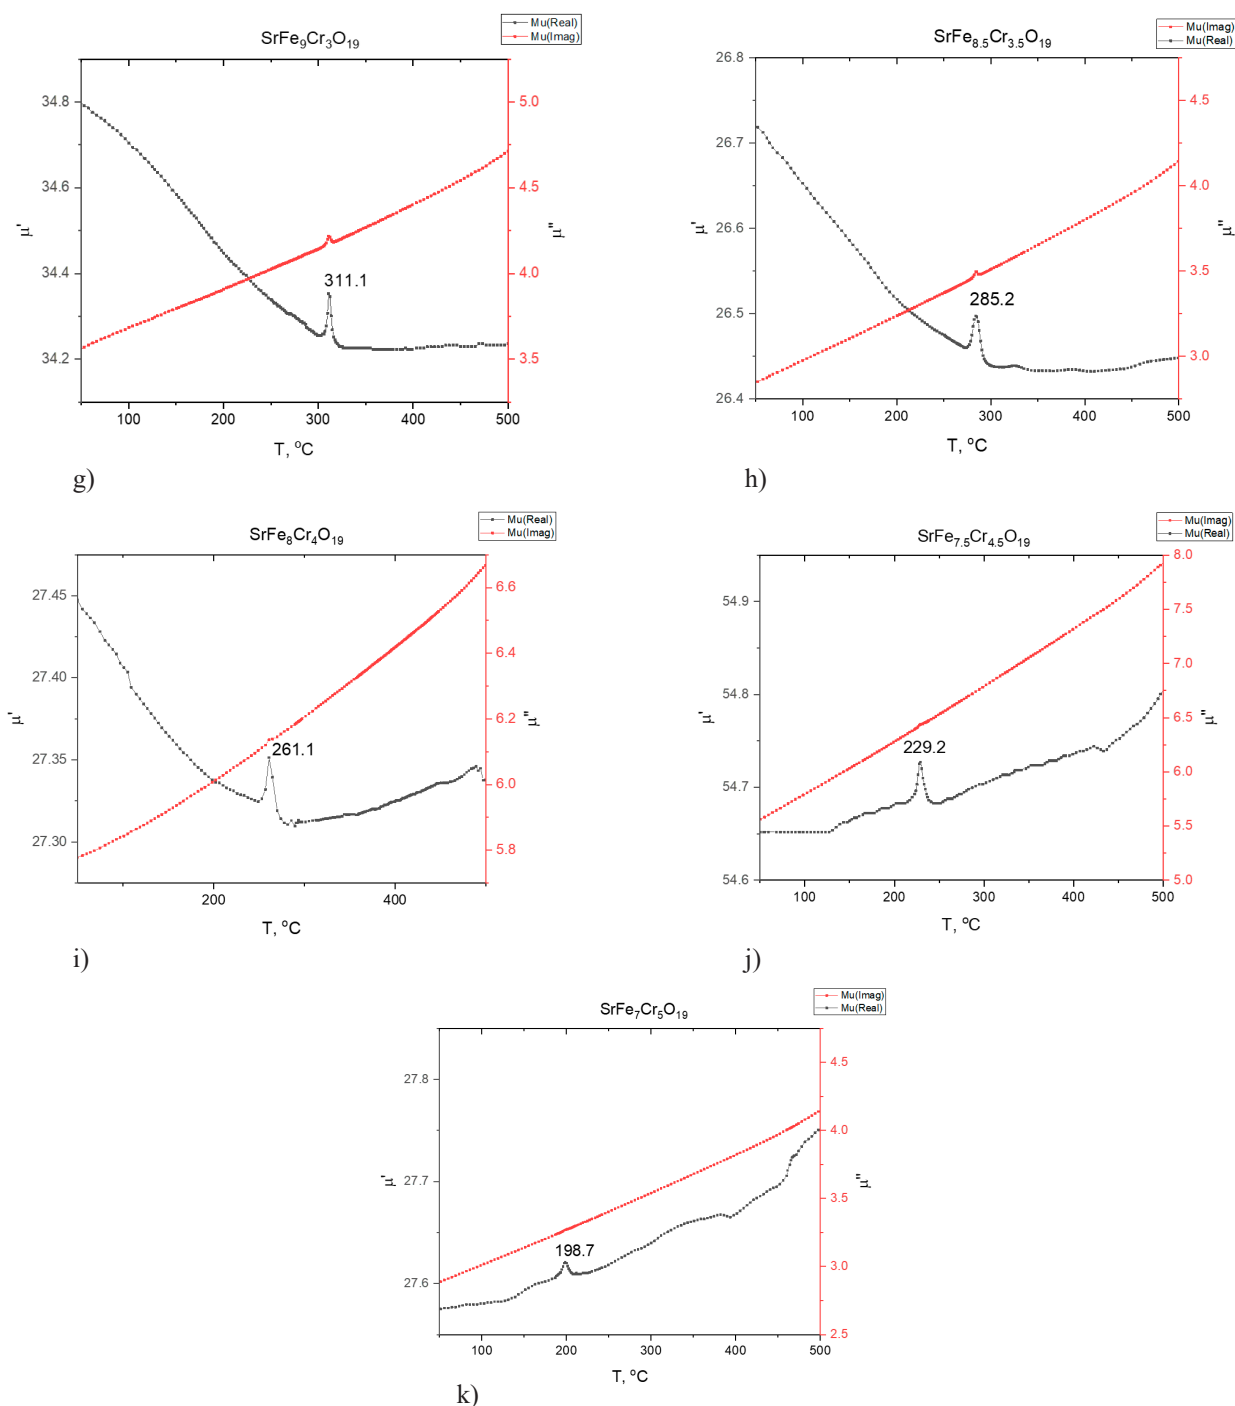 SrFe9Cr3O19
Mu(Real)
Mu(Imag)
34.8
34.6
34.4
34.2
µ'
5.0
4.5
4.0
3.5
µ"
311.1
100 200 300 400 500
T, °C
g)
SrFe8.5Cr3.5O19
Mu(Imag)
Mu(Real)
26.8
26.7
26.6
26.5
26.4
µ'
4.5
4.0
3.5
3.0
µ"
285.2
100 200 300 400 500
T, °C
h)
SrFe8Cr4O19
Mu(Real)
Mu(Imag)
27.45
27.40
27.35
27.30
µ'
6.6
6.4
6.2
6.0
5.8
µ"
261.1
200 400
T, °C
i)
SrFe7.5Cr4.5O19
Mu(Imag)
Mu(Real)
54.9
54.8
54.7
54.6
µ'
8.0
7.5
7.0
6.5
6.0
5.5
5.0
µ"
229.2
100 200 300 400 500
T, °C
j)
SrFe7Cr5O19
Mu(Imag)
Mu(Real)
27.8
27.7
27.6
µ'
4.5
4.0
3.5
3.0
2.5
µ"
198.7
100 200 300 400 500
T, °C
k)